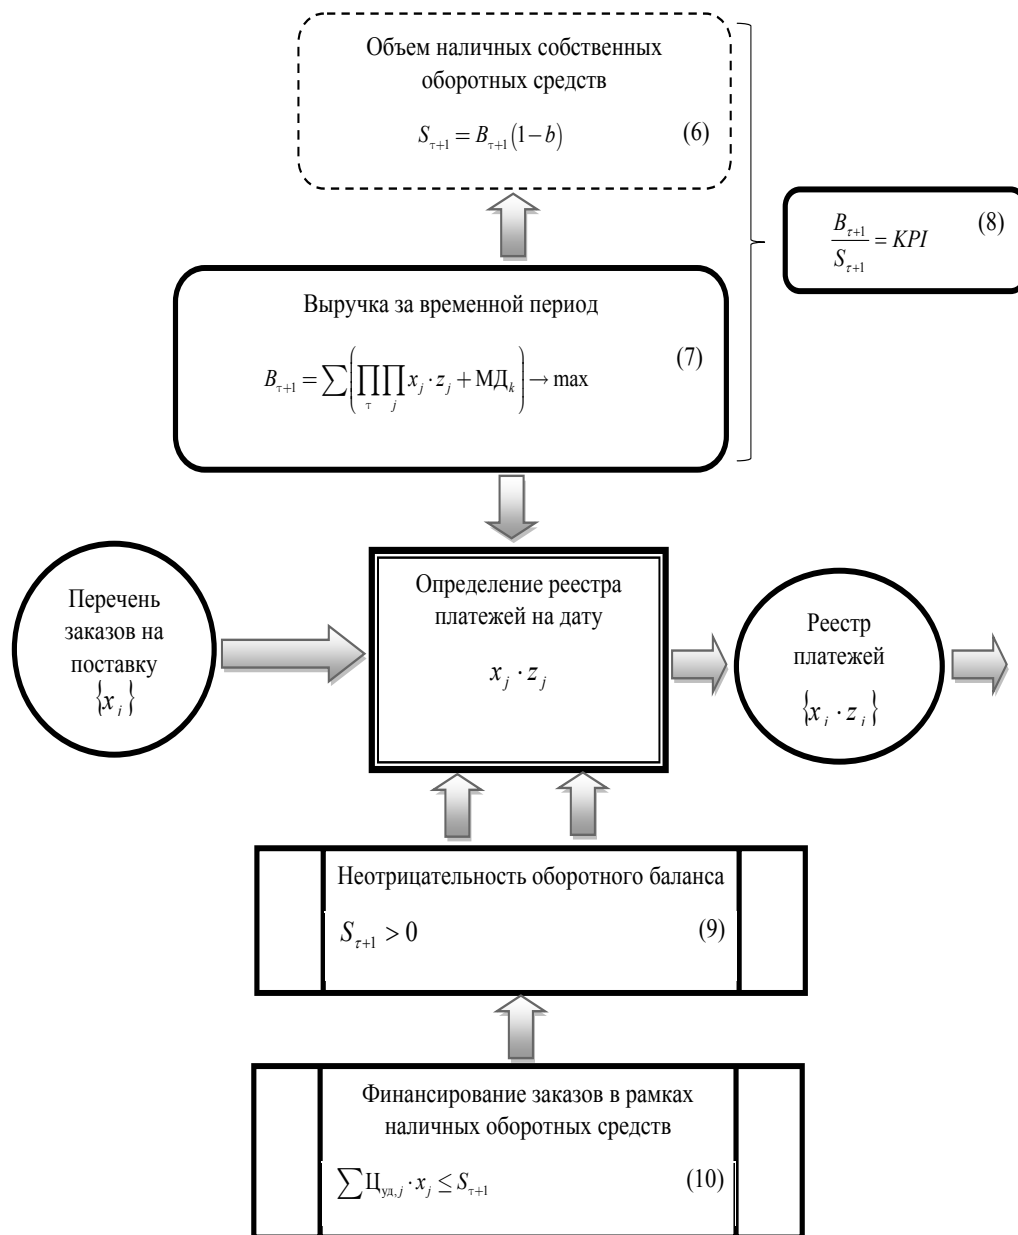 Объем наличных собственных
оборотных средств
S_{τ+1} = B_{τ+1}(1−b) (6)
B_{τ+1}/S_{τ+1} = KPI (8)
Выручка за временной период
B_{τ+1} = ∑(∏_τ ∏_j x_j · z_j + МД_k) → max (7)
Перечень
заказов на
поставку
{x_i}
Определение реестра
платежей на дату
x_j · z_j
Реестр
платежей
{x_i · z_i}
Неотрицательность оборотного баланса
S_{τ+1} > 0 (9)
Финансирование заказов в рамках
наличных оборотных средств
∑ Ц_{уд,j} · x_j ≤ S_{τ+1} (10)